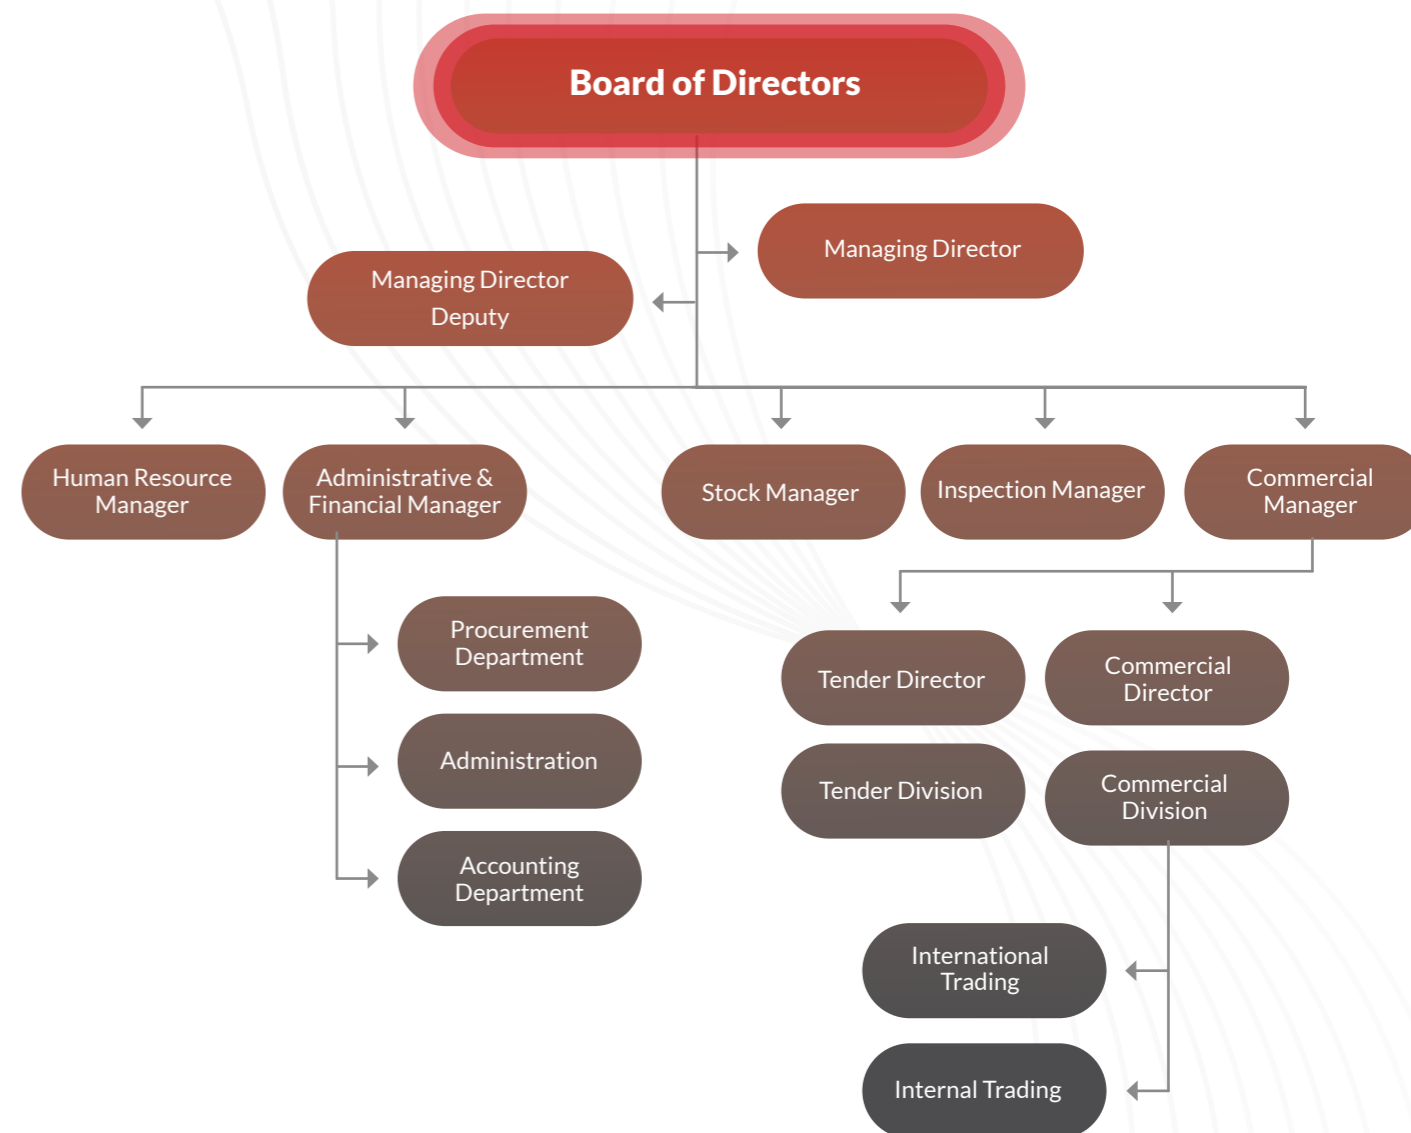 Board of Directors
Managing Director
Managing Director
Deputy
Human Resource
Manager
Administrative &
Financial Manager
Stock Manager
Inspection Manager
Commercial
Manager
Procurement
Department
Administration
Accounting
Department
Tender Director
Commercial
Director
Tender Division
Commercial
Division
International
Trading
Internal Trading